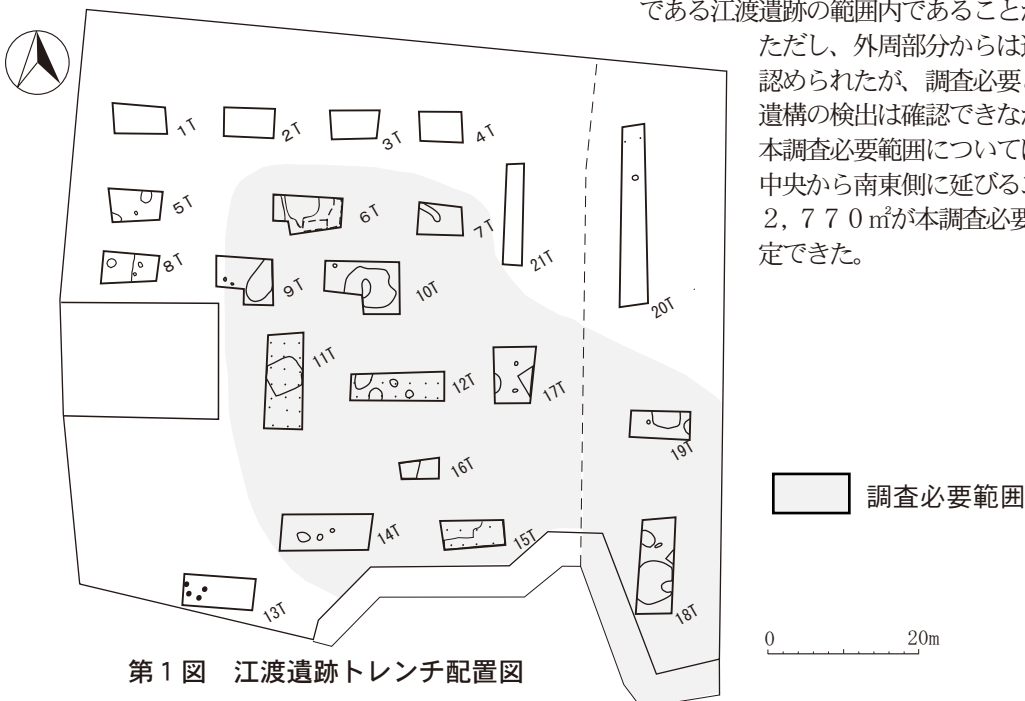 である江渡遺跡の範囲内であることが
ただし、外周部分からは
認められたが、調査必要
遺構の検出は確認できな
本調査必要範囲については
中央から南東側に延びる
２,７７０㎡が本調査必要
定できた。
1T
2T
3T
4T
5T
6T
7T
8T
9T
10T
21T
20T
11T
12T
17T
19T
16T
14T
15T
13T
18T
調査必要範囲
0
20m
第１図　江渡遺跡トレンチ配置図